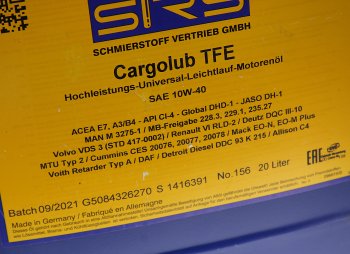 SRS
SCHMIERSTOFF VERTRIEB GMBH
Cargolub TFE
Hochleistungs-Universal-Leichtlauf-Motorenöl
SAE 10W-40
ACEA E7, A3/B4 - API CI-4 - Global DHD-1 - JASO DH-1
MAN M 3275-1 / MB-Freigabe 228.3, 229.1, 235.27
Volvo VDS 3 (STD 417-0002) / Renault VI RLD-2 / Deutz DQC III-10
MTU Typ 2 / Cummins CES 20076, 20077, 20078 / Mack EO-N, EO-M Plus
Voith Retarder Typ A / DAF / Detroit Diesel DDC 93 K 215 / Allison C4
Batch 09/2021 G5084326270 S 1416391 No.156 20 Liter
EAC
Made in Germany / Fabriqué en Allemagne